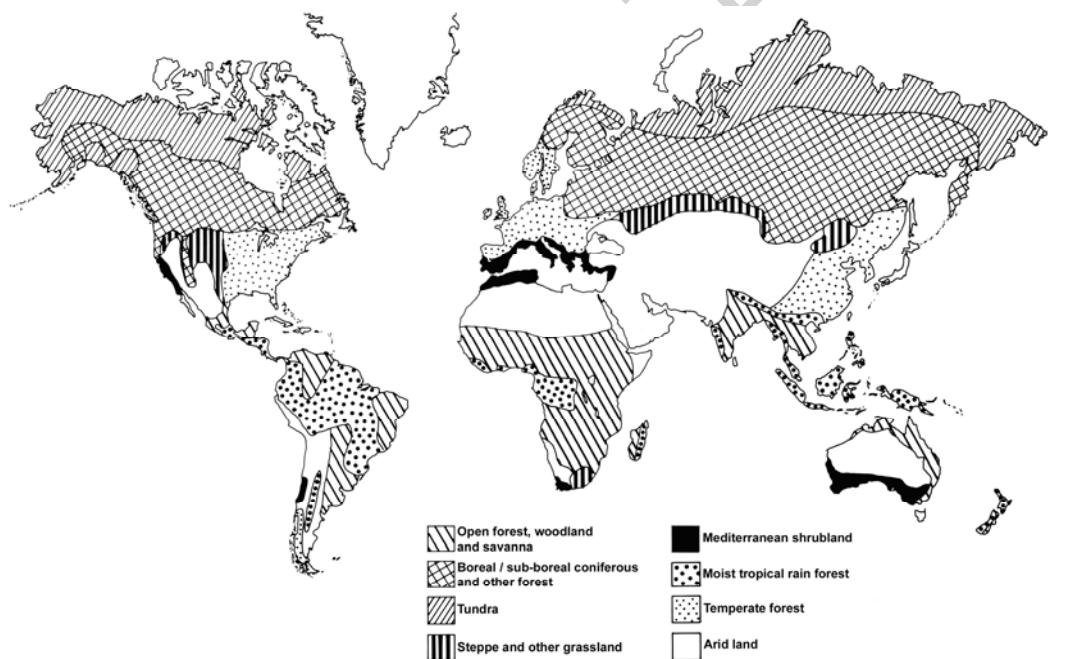 Open forest, woodland
and savanna
Boreal / sub-boreal coniferous
and other forest
Tundra
Steppe and other grassland
Mediterranean shrubland
Moist tropical rain forest
Temperate forest
Arid land